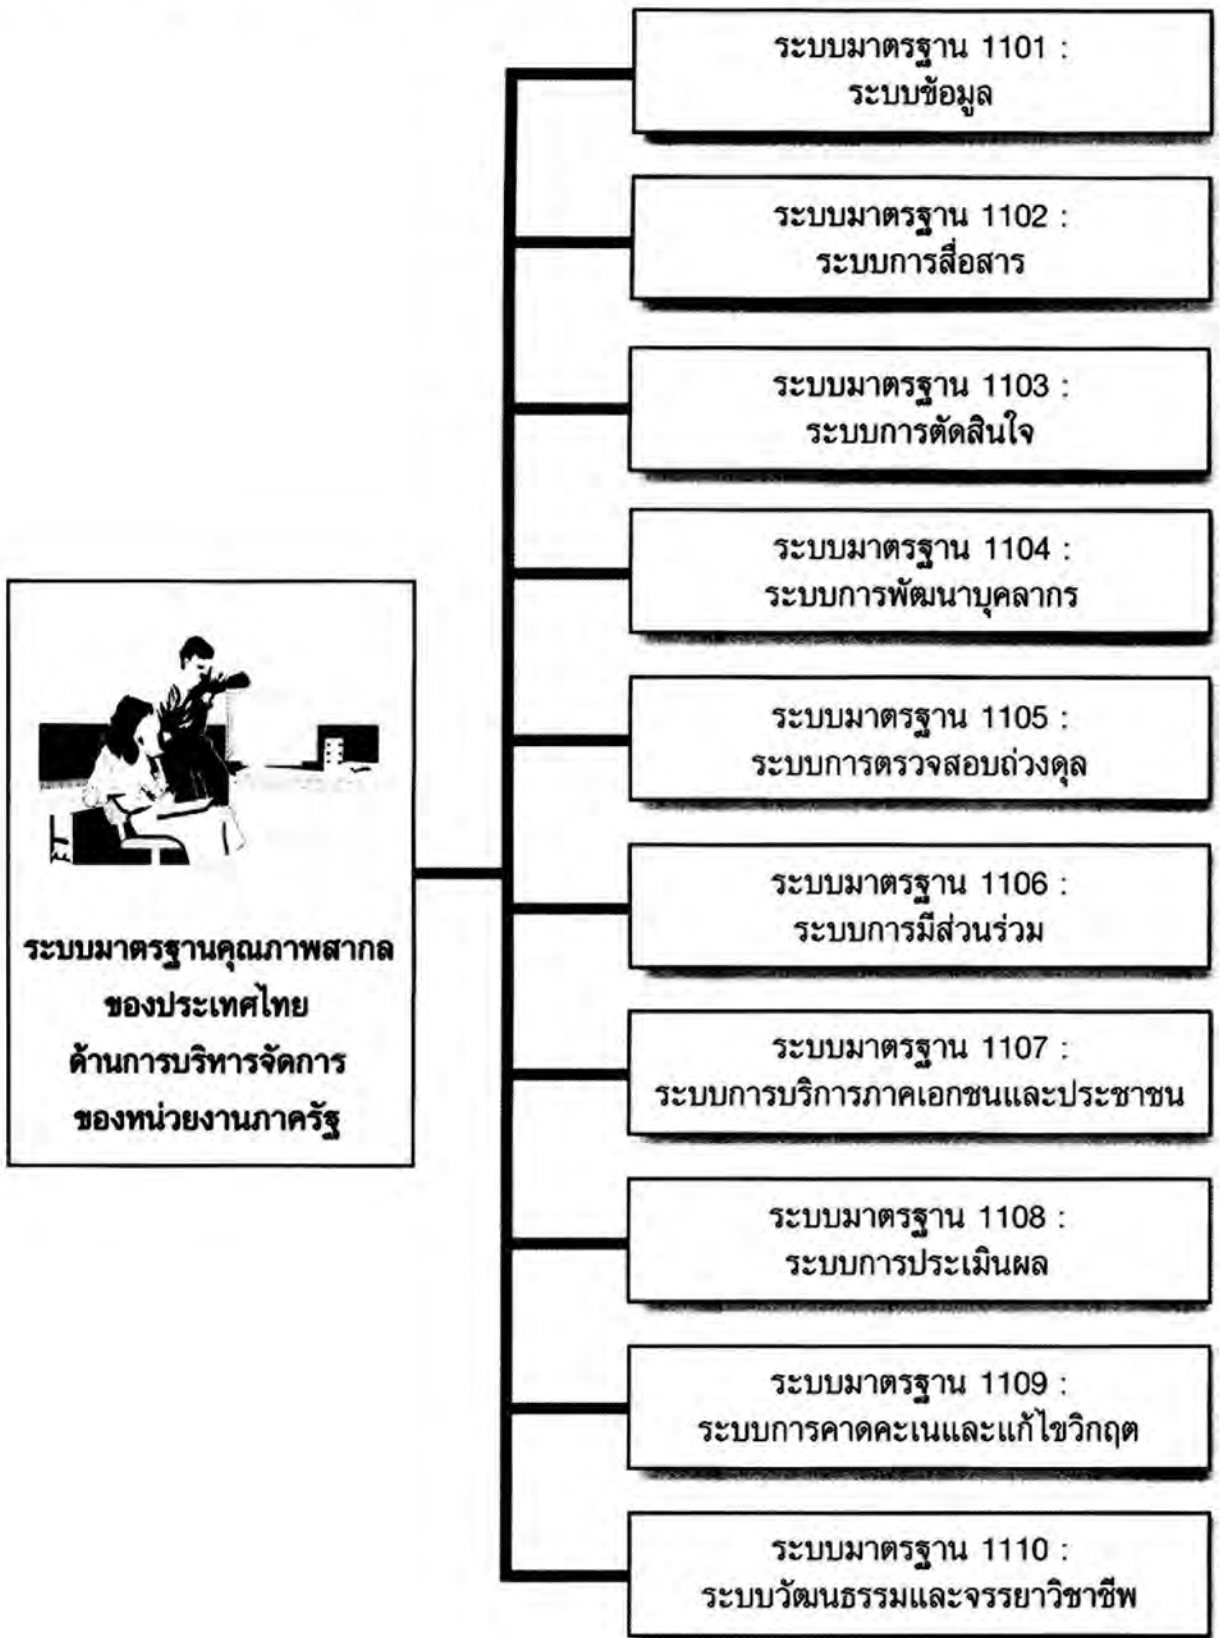 ระบบมาตรฐานคุณภาพสากล
ของประเทศไทย
ด้านการบริหารจัดการ
ของหน่วยงานภาครัฐ
ระบบมาตรฐาน 1101 :
ระบบข้อมูล
ระบบมาตรฐาน 1102 :
ระบบการสื่อสาร
ระบบมาตรฐาน 1103 :
ระบบการตัดสินใจ
ระบบมาตรฐาน 1104 :
ระบบการพัฒนาบุคลากร
ระบบมาตรฐาน 1105 :
ระบบการตรวจสอบถ่วงดุล
ระบบมาตรฐาน 1106 :
ระบบการมีส่วนร่วม
ระบบมาตรฐาน 1107 :
ระบบการบริการภาคเอกชนและประชาชน
ระบบมาตรฐาน 1108 :
ระบบการประเมินผล
ระบบมาตรฐาน 1109 :
ระบบการคาดคะเนและแก้ไขวิกฤต
ระบบมาตรฐาน 1110 :
ระบบวัฒนธรรมและจรรยาวิชาชีพ